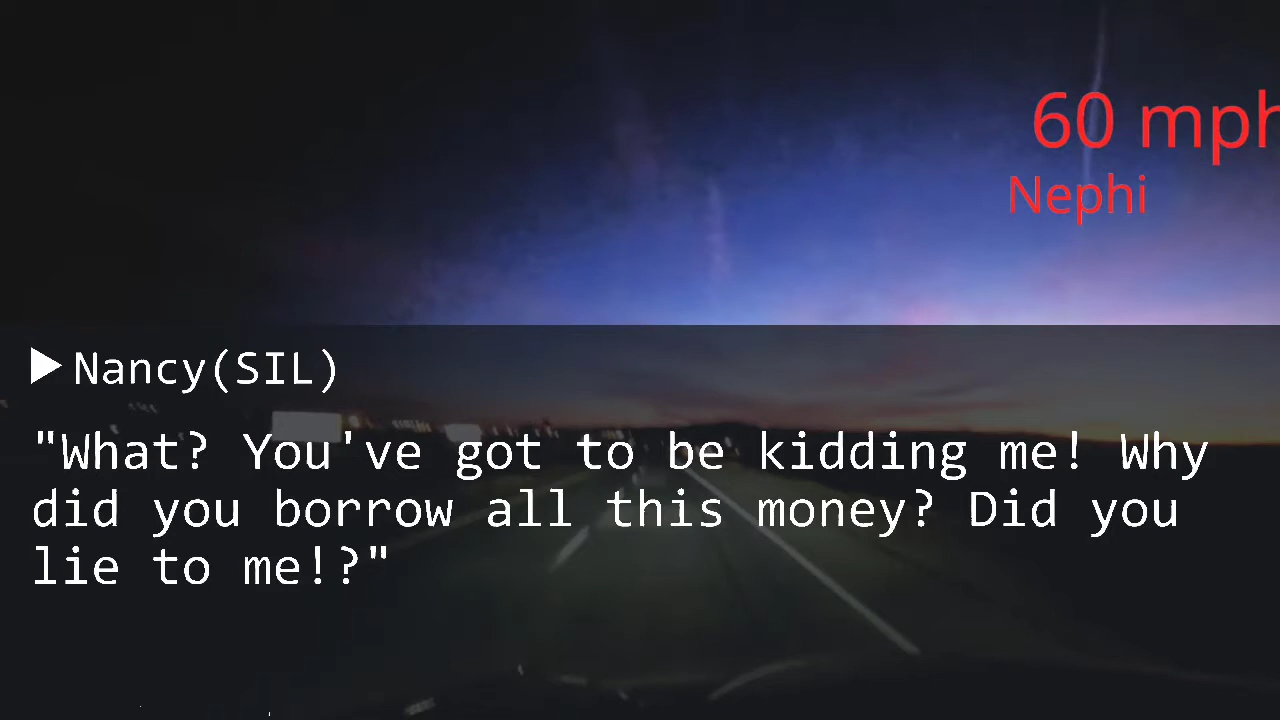 60 mph
Nephi
▶Nancy(SIL)
"What? You've got to be kidding me! Why
did you borrow all this money? Did you
lie to me!?"